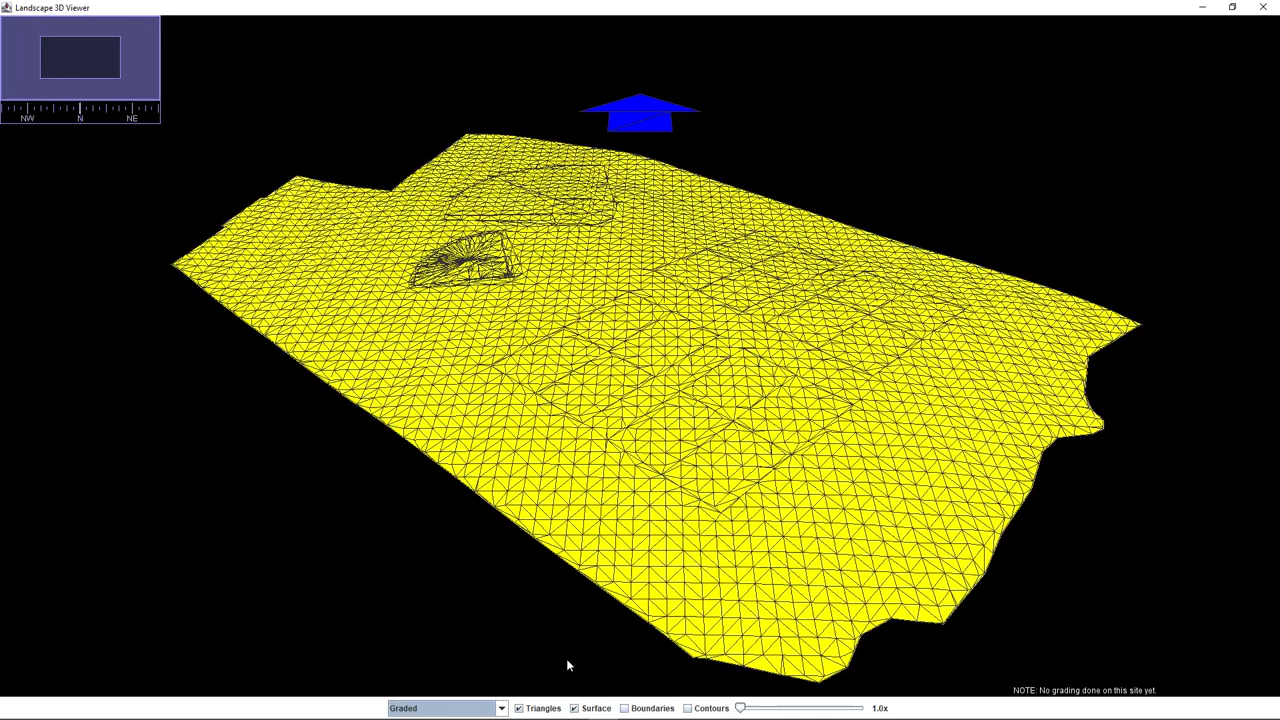 Landscape 3D Viewer
NW N NE
NOTE: No grading done on this site yet.
Graded Triangles Surface Boundaries Contours 1.0x